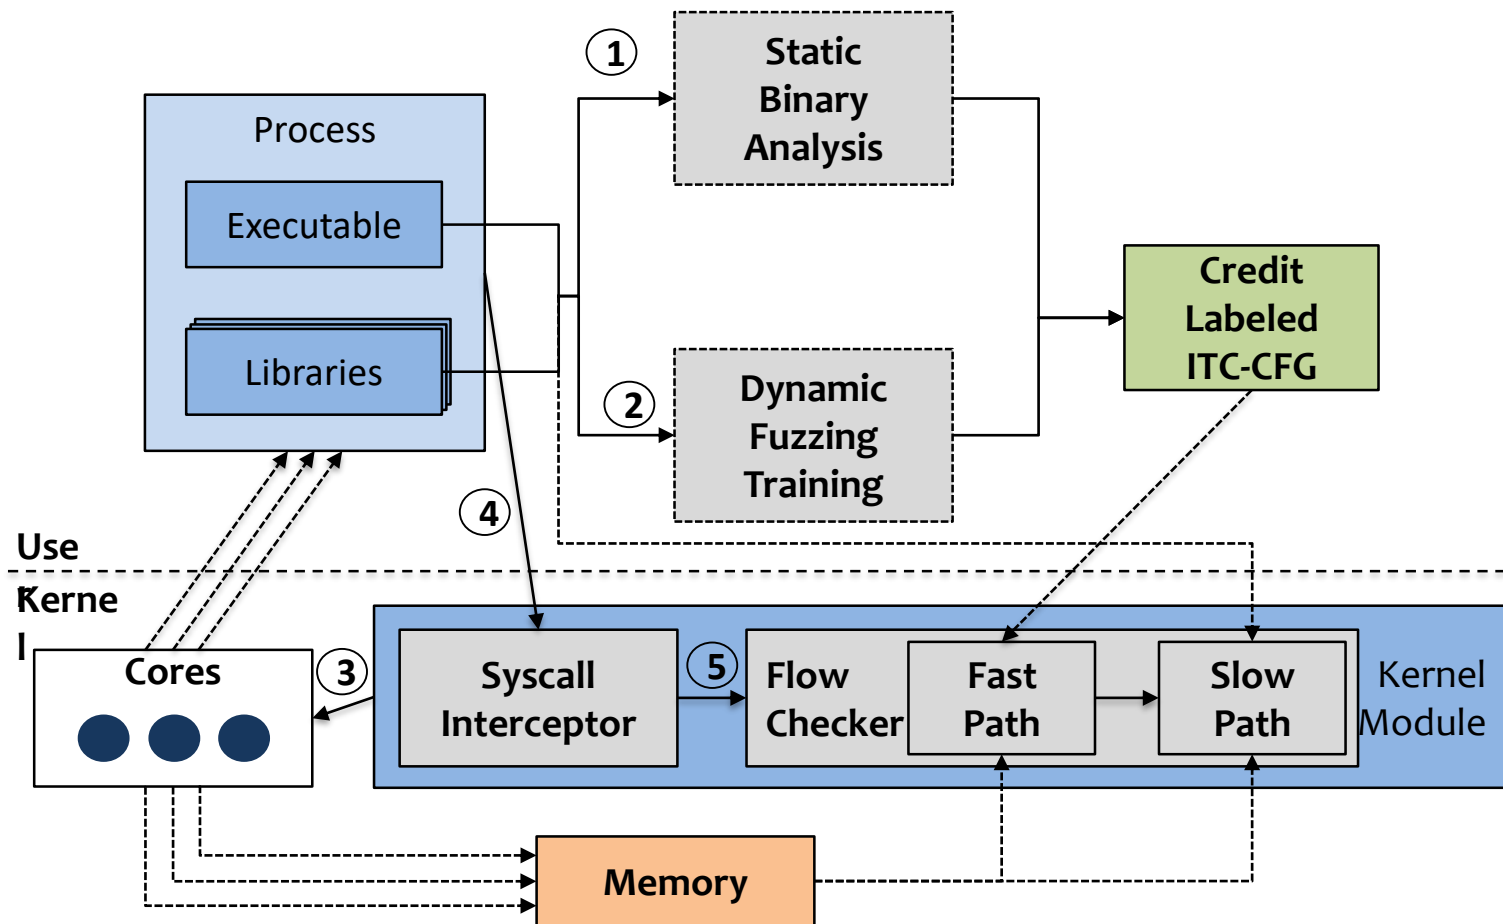 1
Static
Binary
Analysis
Process
Executable
Libraries
2
Dynamic
Fuzzing
Training
Credit
Labeled
ITC-CFG
4
Use
r
Kerne
l
Cores
3
Syscall
Interceptor
5
Flow
Checker
Fast
Path
Slow
Path
Kernel
Module
Memory